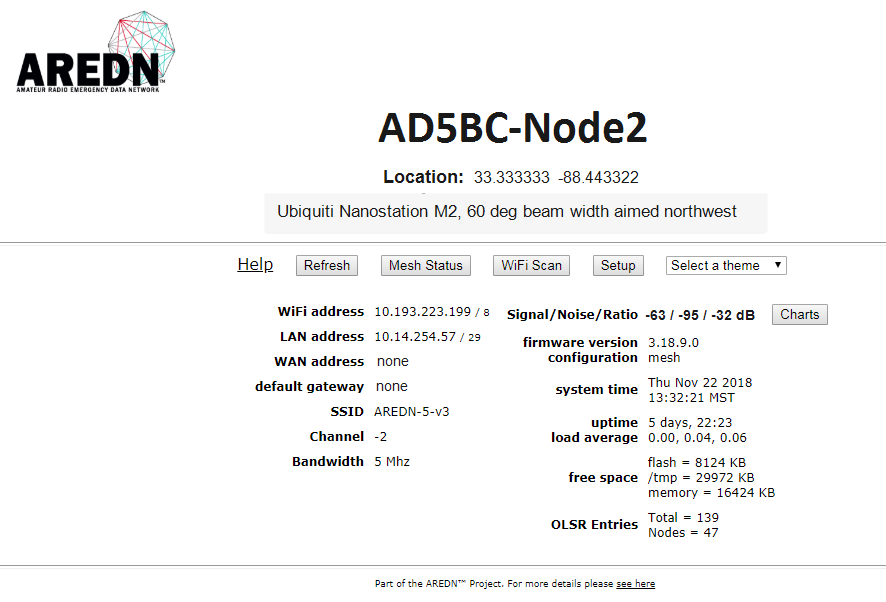 AREDN™
AMATEUR RADIO EMERGENCY DATA NETWORK
AD5BC-Node2
Location: 33.333333 -88.443322
Ubiquiti Nanostation M2, 60 deg beam width aimed northwest
Help Refresh Mesh Status WiFi Scan Setup Select a theme
WiFi address 10.193.223.199 / 8
LAN address 10.14.254.57 / 29
WAN address none
default gateway none
SSID AREDN-5-v3
Channel -2
Bandwidth 5 Mhz
Signal/Noise/Ratio -63 / -95 / -32 dB Charts
firmware version 3.18.9.0
configuration mesh
system time Thu Nov 22 2018
13:32:21 MST
uptime 5 days, 22:23
load average 0.00, 0.04, 0.06
free space flash = 8124 KB
/tmp = 29972 KB
memory = 16424 KB
OLSR Entries Total = 139
Nodes = 47
Part of the AREDN™ Project. For more details please see here